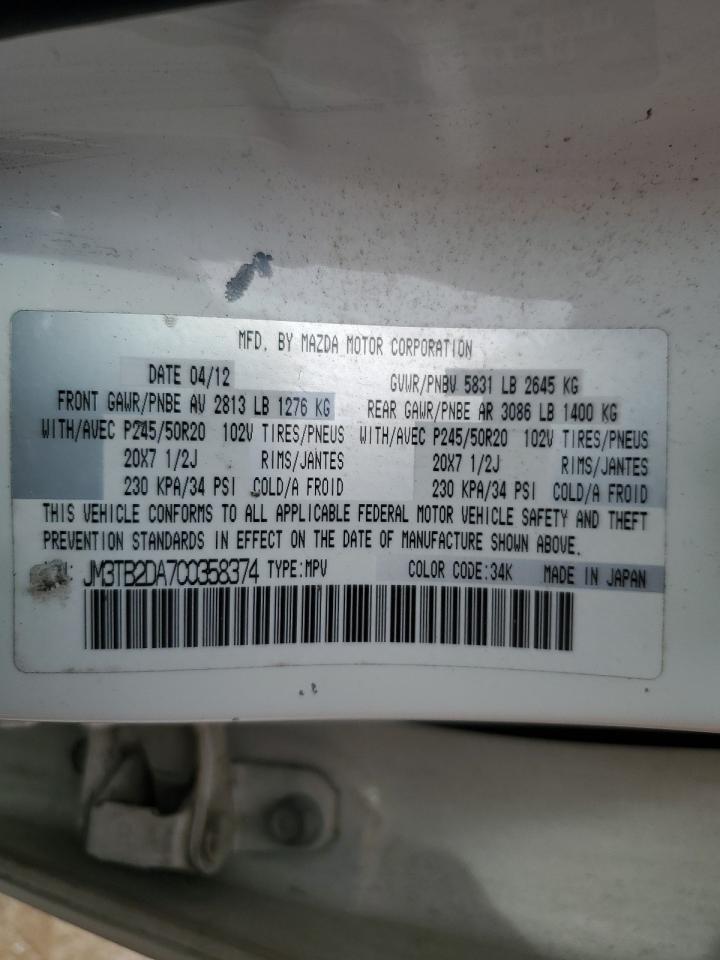 MFD. BY MAZDA MOTOR CORPORATION
DATE 04/12 GVWR/PNBV 5831 LB 2645 KG
FRONT GAWR/PNBE AV 2813 LB 1276 KG REAR GAWR/PNBE AR 3086 LB 1400 KG
WITH/AVEC P245/50R20 102V TIRES/PNEUS WITH/AVEC P245/50R20 102V TIRES/PNEUS
20X7 1/2J RIMS/JANTES 20X7 1/2J RIMS/JANTES
230 KPA/34 PSI COLD/A FROID 230 KPA/34 PSI COLD/A FROID
THIS VEHICLE CONFORMS TO ALL APPLICABLE FEDERAL MOTOR VEHICLE SAFETY AND THEFT
PREVENTION STANDARDS IN EFFECT ON THE DATE OF MANUFACTURE SHOWN ABOVE.
JM3TB2DA7C0358374 TYPE:MPV COLOR CODE:34K MADE IN JAPAN